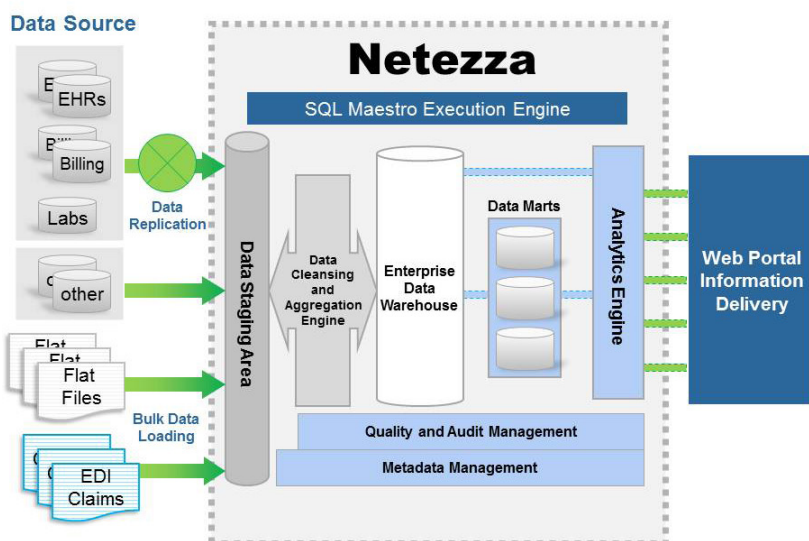 Data Source
Netezza
SQL Maestro Execution Engine
EHRs
Billing
Labs
Data
Replication
other
Flat
Flat
Flat
Files
Bulk Data
Loading
EDI
Claims
Data Staging Area
Data
Cleansing
and
Aggregation
Engine
Enterprise
Data
Warehouse
Data Marts
Analytics Engine
Quality and Audit Management
Metadata Management
Web Portal
Information
Delivery